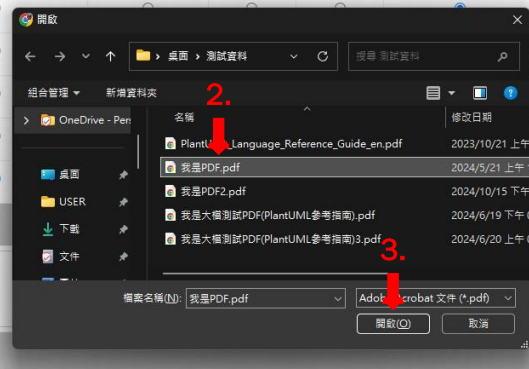 開啟
桌面 › 測試資料
搜尋 測試資料
組合管理 新增資料夾
2.
名稱 修改日期
OneDrive - Pers
PlantUML_Language_Reference_Guide_en.pdf 2023/10/21 上午
我是PDF.pdf 2024/5/21 上午
我是PDF2.pdf 2024/10/15 下午
我是大檔測試PDF(PlantUML參考指南).pdf 2024/6/19 下午
我是大檔測試PDF(PlantUML參考指南)3.pdf 2024/6/20 上午
桌面
USER
下載
文件
3.
檔案名稱(N): 我是PDF.pdf Adobe Acrobat 文件 (*.pdf)
開啟(O) 取消